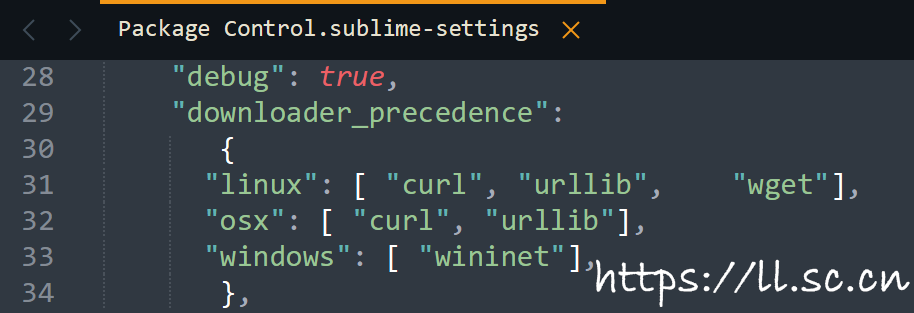 Package Control.sublime-settings
28 "debug": true,
29 "downloader_precedence":
30 {
31 "linux": [ "curl", "urllib", "wget"],
32 "osx": [ "curl", "urllib"],
33 "windows": [ "wininet"],
34 },
https://ll.sc.cn